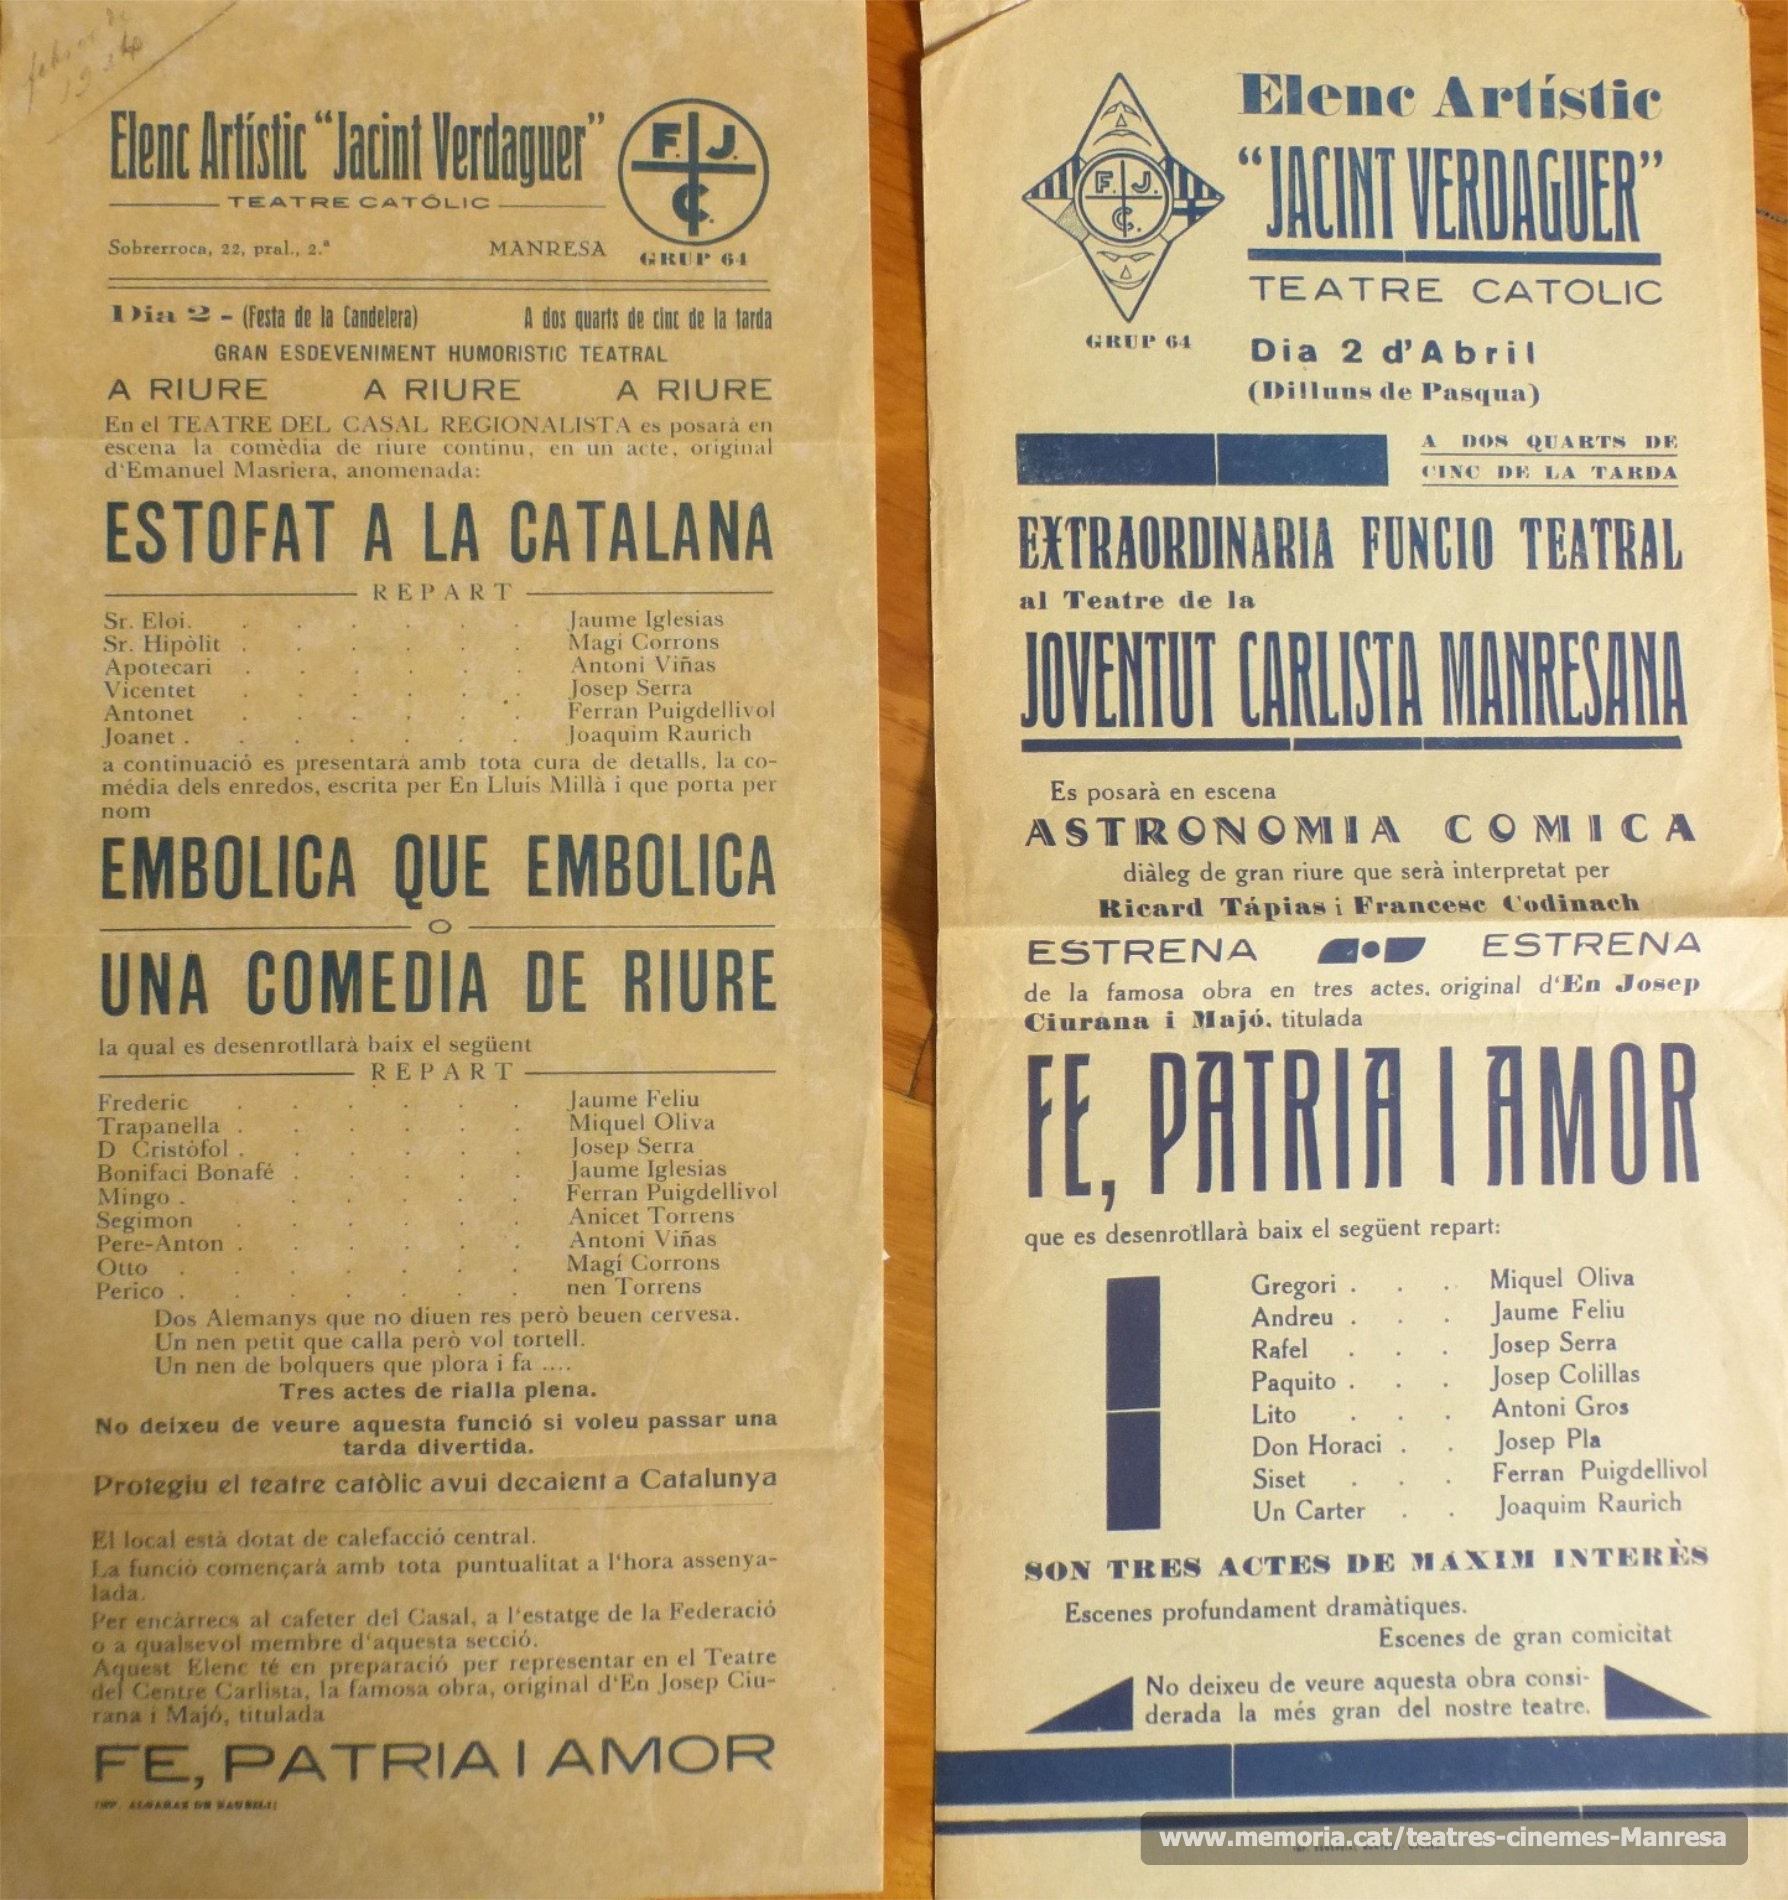 febrer de
1934
Elenc Artístic “Jacint Verdaguer”
TEATRE CATÓLIC
Sobrerroca, 22, pral., 2.ª MANRESA
F. J. C.
GRUP 64
Dia 2 - (Festa de la Candelera) A dos quarts de cinc de la tarda
GRAN ESDEVENIMENT HUMORISTIC TEATRAL
A RIURE A RIURE A RIURE
En el TEATRE DEL CASAL REGIONALISTA es posarà en
escena la comèdia de riure continu, en un acte, original
d'Emanuel Masriera, anomenada:
ESTOFAT A LA CATALANA
REPART
Sr. Eloi. . . . . . . Jaume Iglesias
Sr. Hipòlit . . . . . . Magi Corrons
Apotecari . . . . . . Antoni Viñas
Vicentet . . . . . . Josep Serra
Antonet . . . . . . Ferran Puigdellivol
Joanet . . . . . . . Joaquim Raurich
a continuació es presentarà amb tota cura de detalls, la co-
média dels enredos, escrita per En Lluis Millà i que porta per
nom
EMBOLICA QUE EMBOLICA
O
UNA COMEDIA DE RIURE
la qual es desenrotllarà baix el següent
REPART
Frederic . . . . . . Jaume Feliu
Trapanella . . . . . . Miquel Oliva
D Cristòfol . . . . . . Josep Serra
Bonifaci Bonafé . . . . . Jaume Iglesias
Mingo . . . . . . Ferran Puigdellivol
Segimon . . . . . . Anicet Torrens
Pere-Anton . . . . . . Antoni Viñas
Otto . . . . . . . Magí Corrons
Perico . . . . . . . nen Torrens
Dos Alemanys que no diuen res però beuen cervesa.
Un nen petit que calla però vol tortell.
Un nen de bolquers que plora i fa ....
Tres actes de rialla plena.
No deixeu de veure aquesta funció si voleu passar una
tarda divertida.
Protegiu el teatre catòlic avui decaient a Catalunya
El local està dotat de calefacció central.
La funció començarà amb tota puntualitat a l'hora assenya-
lada.
Per encàrrecs al cafeter del Casal, a l'estatge de la Federació
o a qualsevol membre d'aquesta secció.
Aquest Elenc té en preparació per representar en el Teatre
del Centre Carlista, la famosa obra, original d'En Josep Ciu-
rana i Majó, titulada
FE, PATRIA I AMOR
Elenc Artístic
“JACINT VERDAGUER”
TEATRE CATOLIC
F. J. C.
GRUP 64
Dia 2 d'Abril
(Dilluns de Pasqua)
A DOS QUARTS DE
CINC DE LA TARDA
EXTRAORDINARIA FUNCIO TEATRAL
al Teatre de la
JOVENTUT CARLISTA MANRESANA
Es posarà en escena
ASTRONOMIA COMICA
diàleg de gran riure que serà interpretat per
Ricard Tápias i Francesc Codinach
ESTRENA ESTRENA
de la famosa obra en tres actes, original d'En Josep
Ciurana i Majó, titulada
FE, PATRIA I AMOR
que es desenrotllarà baix el següent repart:
Gregori . . . Miquel Oliva
Andreu . . . Jaume Feliu
Rafel . . . Josep Serra
Paquito . . . Josep Colillas
Lito . . . Antoni Gros
Don Horaci . . Josep Pla
Siset . . . Ferran Puigdellivol
Un Carter . . Joaquim Raurich
SON TRES ACTES DE MÁXIM INTERÈS
Escenes profundament dramàtiques.
Escenes de gran comicitat
No deixeu de veure aquesta obra consi-
derada la més gran del nostre teatre.
www.memoria.cat/teatres-cinemes-Manresa